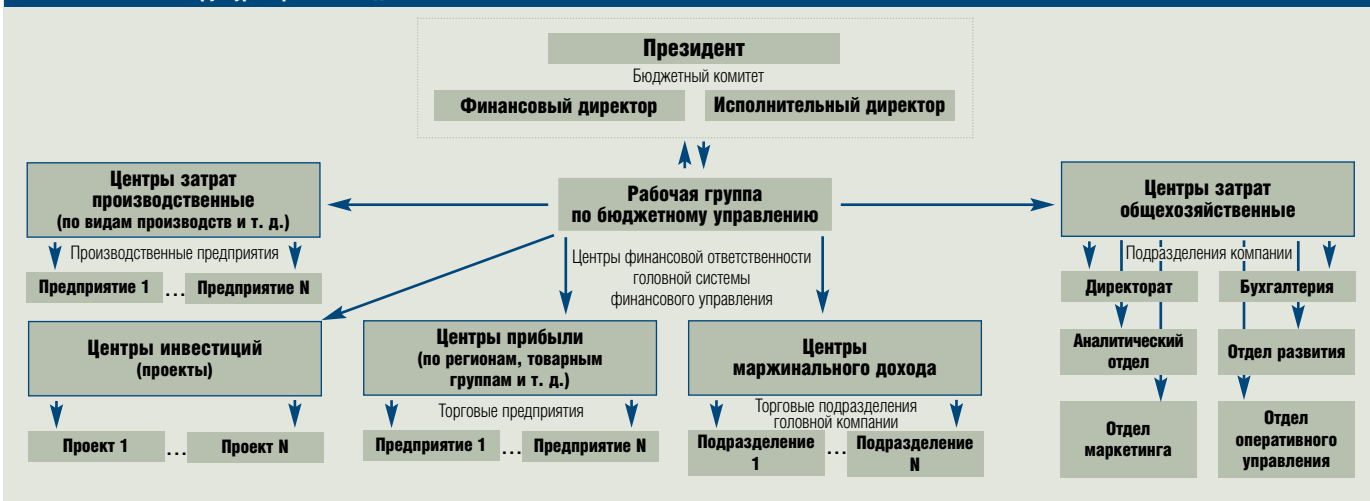 Президент
Бюджетный комитет
Финансовый директор
Исполнительный директор
Центры затрат
производственные
(по видам производств и т. д.)
Рабочая группа
по бюджетному управлению
Центры затрат
общехозяйственные
Производственные предприятия
Предприятие 1
...
Предприятие N
Центры финансовой ответственности
головной системы
финансового управления
Подразделения компании
Директорат
Бухгалтерия
Аналитический
отдел
Отдел развития
Отдел
маркетинга
Отдел
оперативного
управления
Центры инвестиций
(проекты)
Проект 1
...
Проект N
Центры прибыли
(по регионам, товарным
группам и т. д.)
Торговые предприятия
Предприятие 1
...
Предприятие N
Центры
маржинального дохода
Торговые подразделения
головной компании
Подразделение
1
...
Подразделение
N